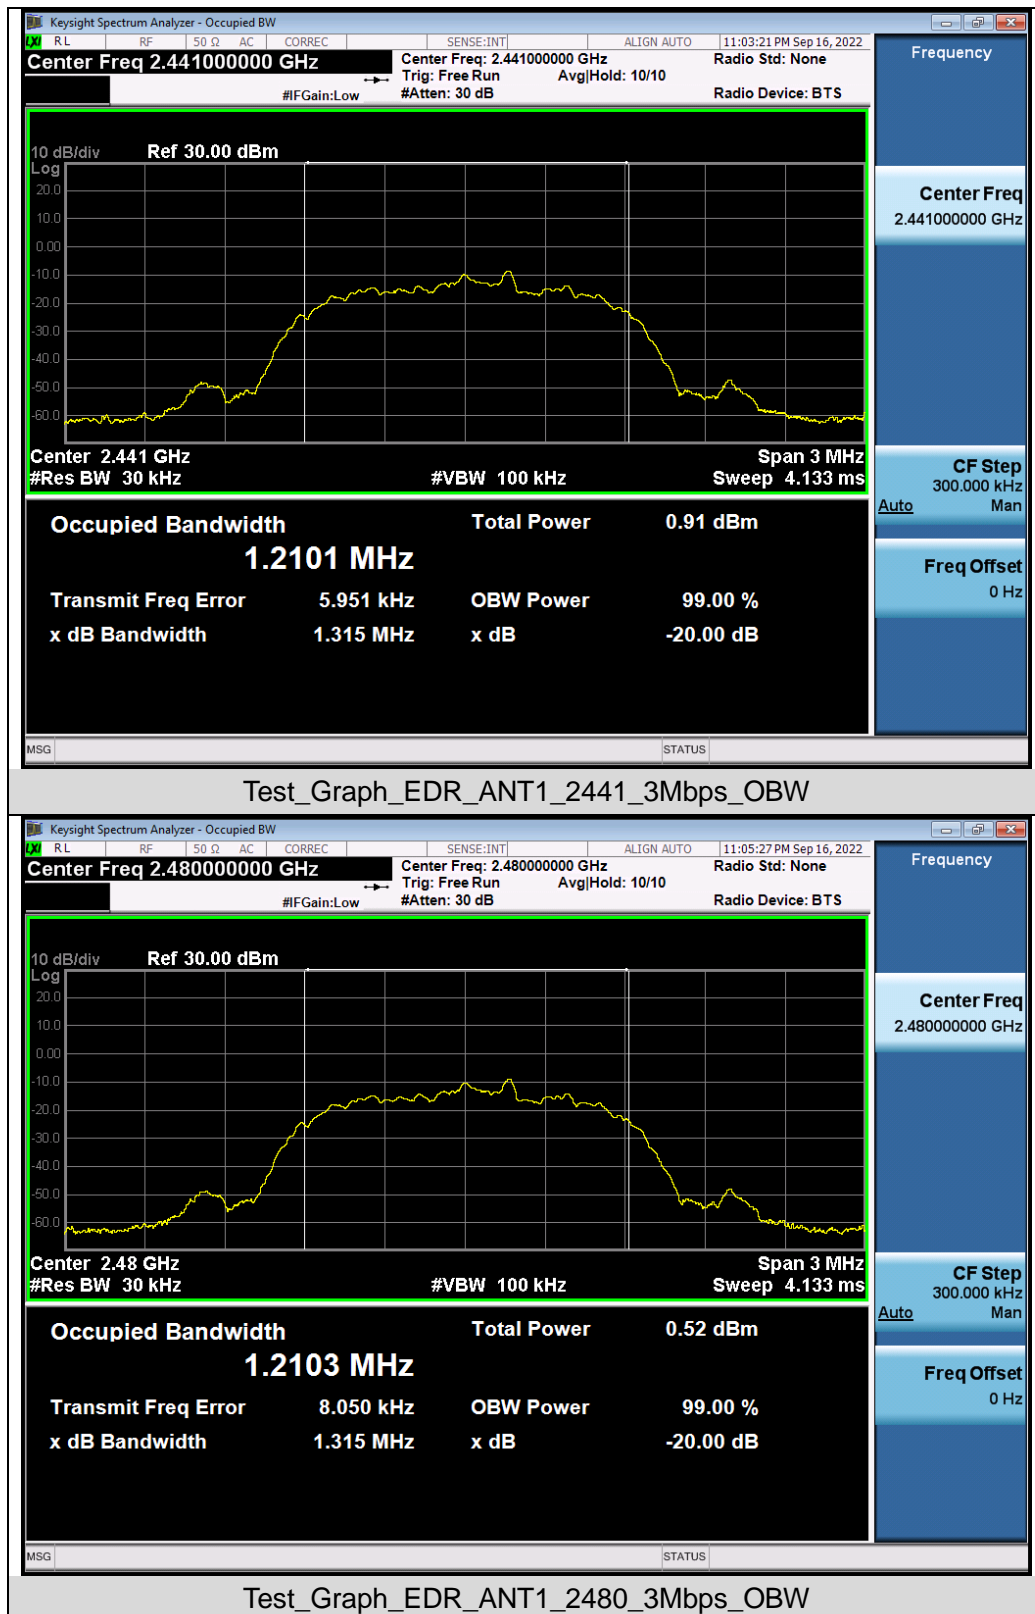 Keysight Spectrum Analyzer - Occupied BW
LXI RL RF 50 Ω AC CORREC SENSE:INT ALIGN AUTO 11:03:21 PM Sep 16, 2022
Center Freq 2.441000000 GHz
Center Freq: 2.441000000 GHz Radio Std: None
Trig: Free Run Avg|Hold: 10/10
#IFGain:Low #Atten: 30 dB Radio Device: BTS
Frequency
10 dB/div Ref 30.00 dBm
Log
20.0
10.0
0.00
-10.0
-20.0
-30.0
-40.0
-50.0
-60.0
Center 2.441 GHz Span 3 MHz
#Res BW 30 kHz #VBW 100 kHz Sweep 4.133 ms
Center Freq
2.441000000 GHz
CF Step
300.000 kHz
Auto Man
Freq Offset
0 Hz
Occupied Bandwidth Total Power 0.91 dBm
1.2101 MHz
Transmit Freq Error 5.951 kHz OBW Power 99.00 %
x dB Bandwidth 1.315 MHz x dB -20.00 dB
MSG STATUS
Test_Graph_EDR_ANT1_2441_3Mbps_OBW
Keysight Spectrum Analyzer - Occupied BW
LXI RL RF 50 Ω AC CORREC SENSE:INT ALIGN AUTO 11:05:27 PM Sep 16, 2022
Center Freq 2.480000000 GHz
Center Freq: 2.480000000 GHz Radio Std: None
Trig: Free Run Avg|Hold: 10/10
#IFGain:Low #Atten: 30 dB Radio Device: BTS
Frequency
10 dB/div Ref 30.00 dBm
Log
20.0
10.0
0.00
-10.0
-20.0
-30.0
-40.0
-50.0
-60.0
Center 2.48 GHz Span 3 MHz
#Res BW 30 kHz #VBW 100 kHz Sweep 4.133 ms
Center Freq
2.480000000 GHz
CF Step
300.000 kHz
Auto Man
Freq Offset
0 Hz
Occupied Bandwidth Total Power 0.52 dBm
1.2103 MHz
Transmit Freq Error 8.050 kHz OBW Power 99.00 %
x dB Bandwidth 1.315 MHz x dB -20.00 dB
MSG STATUS
Test_Graph_EDR_ANT1_2480_3Mbps_OBW